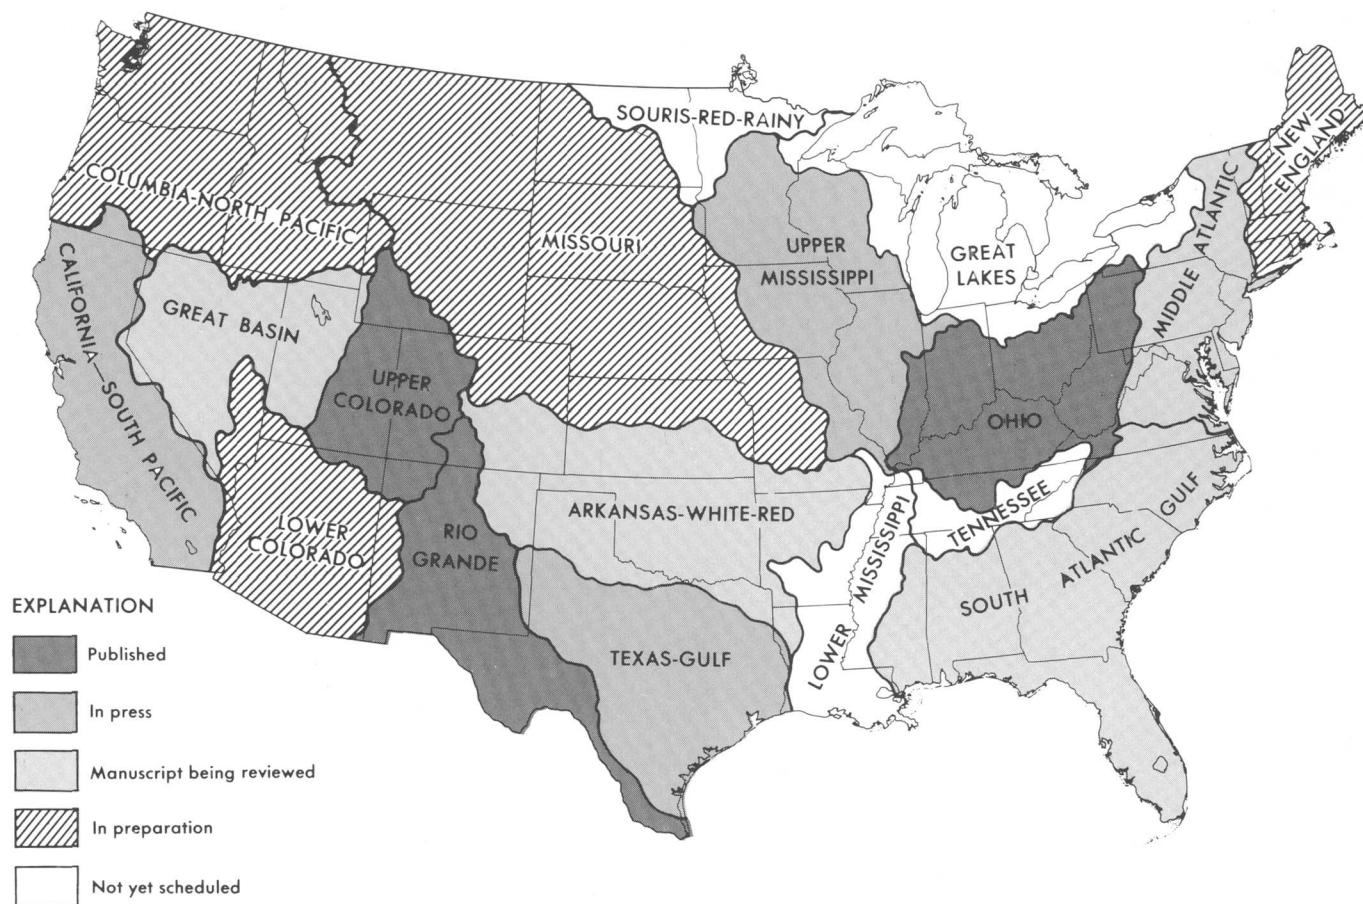 SOURIS-RED-RAINY
NEW-
ENGLAND
COLUMBIA-NORTH PACIFIC
MISSOURI
UPPER
MISSISSIPPI
GREAT
LAKES
MIDDLE ATLANTIC
CALIFORNIA-SOUTH PACIFIC
GREAT BASIN
UPPER
COLORADO
OHIO
LOWER
COLORADO
RIO
GRANDE
ARKANSAS-WHITE-RED
TENNESSEE
LOWER MISSISSIPPI
SOUTH ATLANTIC GULF
TEXAS-GULF
EXPLANATION
Published
In press
Manuscript being reviewed
In preparation
Not yet scheduled